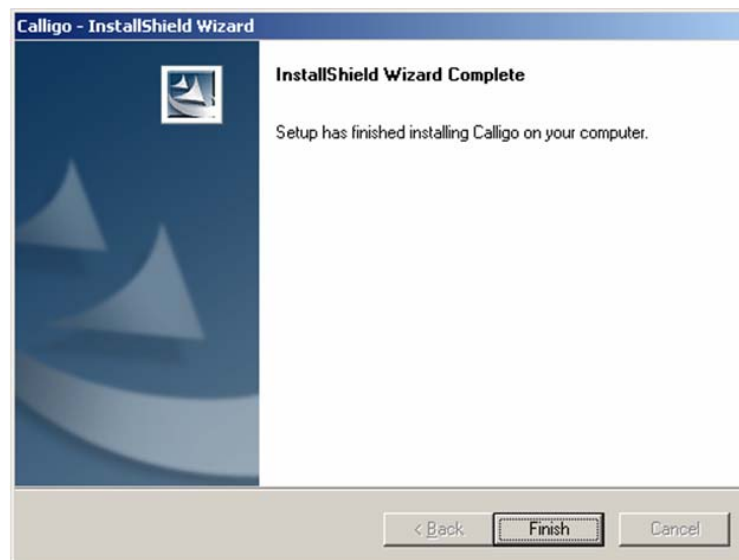 Calligo - InstallShield Wizard
InstallShield Wizard Complete
Setup has finished installing Calligo on your computer.
< Back
Finish
Cancel